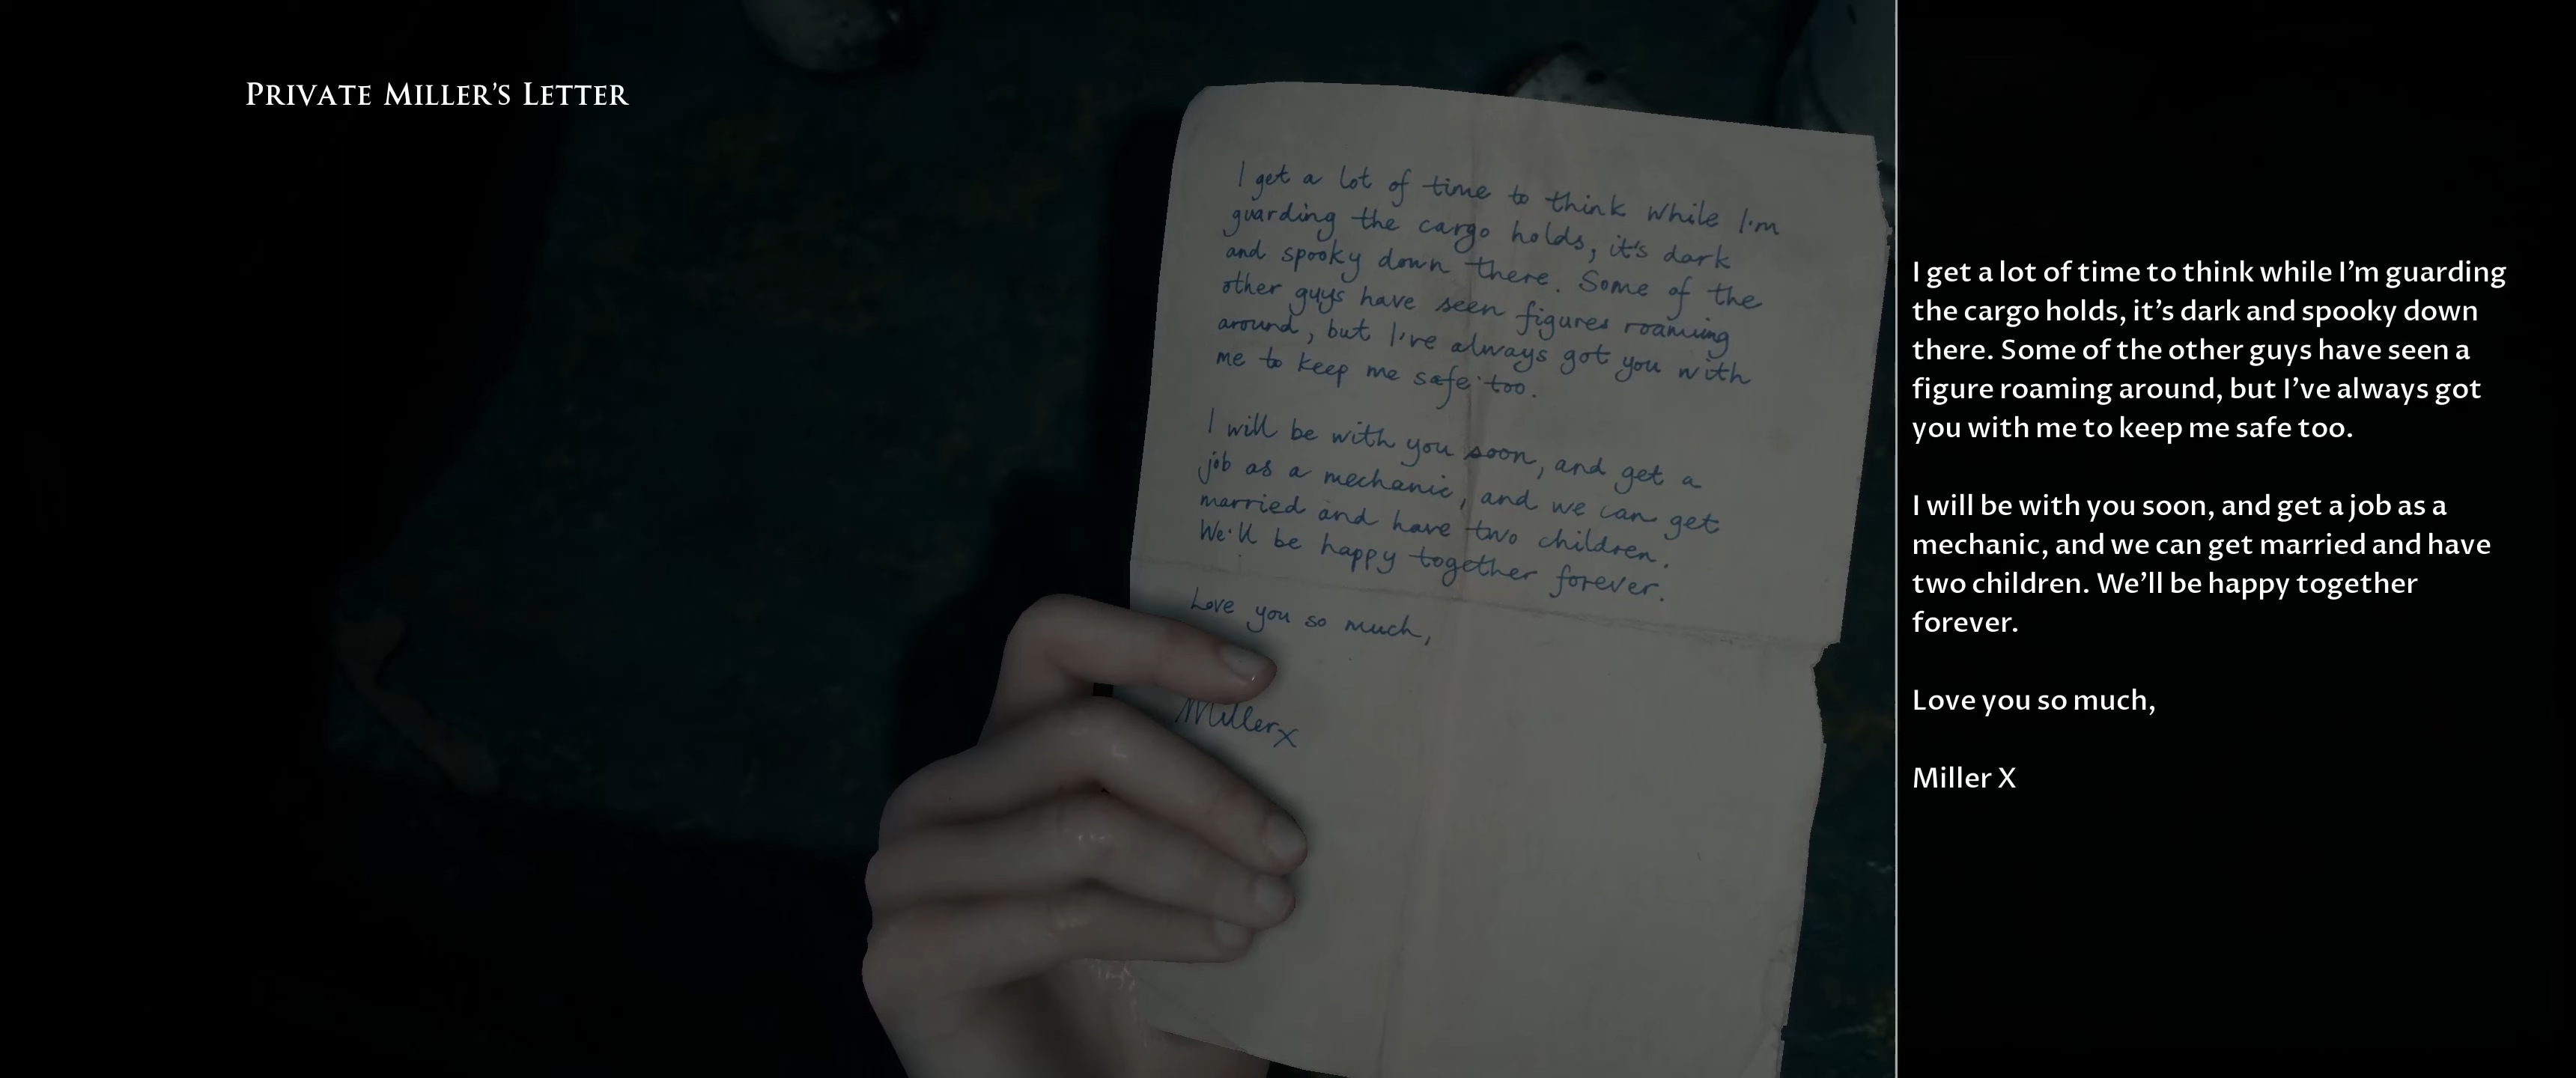 PRIVATE MILLER'S LETTER
I get a lot of time to think while I'm
guarding the cargo holds, it's dark
and spooky down there. Some of the
other guys have seen figures roaming
around, but I've always got you with
me to keep me safe too.
I will be with you soon, and get a
job as a mechanic, and we can get
married and have two children.
We'll be happy together forever.
Love you so much,
Miller x
I get a lot of time to think while I'm guarding
the cargo holds, it's dark and spooky down
there. Some of the other guys have seen a
figure roaming around, but I've always got
you with me to keep me safe too.
I will be with you soon, and get a job as a
mechanic, and we can get married and have
two children. We'll be happy together
forever.
Love you so much,
Miller X